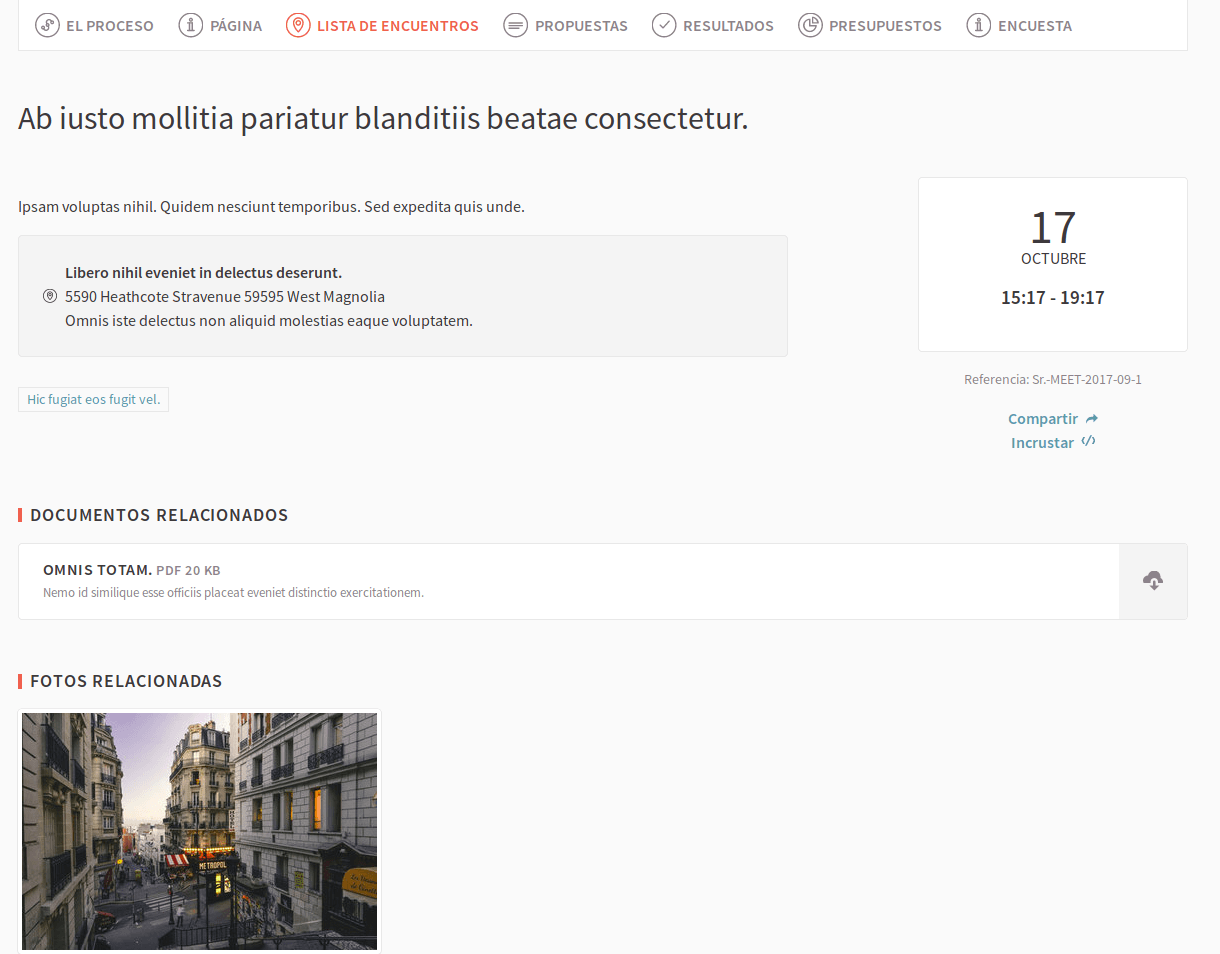 EL PROCESO PÁGINA LISTA DE ENCUENTROS PROPUESTAS RESULTADOS PRESUPUESTOS ENCUESTA
Ab iusto mollitia pariatur blanditiis beatae consectetur.
Ipsam voluptas nihil. Quidem nesciunt temporibus. Sed expedita quis unde.
Libero nihil eveniet in delectus deserunt.
5590 Heathcote Stravenue 59595 West Magnolia
Omnis iste delectus non aliquid molestias eaque voluptatem.
Hic fugiat eos fugit vel.
17
OCTUBRE
15:17 - 19:17
Referencia: Sr.-MEET-2017-09-1
Compartir
Incrustar
DOCUMENTOS RELACIONADOS
OMNIS TOTAM. PDF 20 KB
Nemo id similique esse officiis placeat eveniet distinctio exercitationem.
FOTOS RELACIONADAS
METROPOL